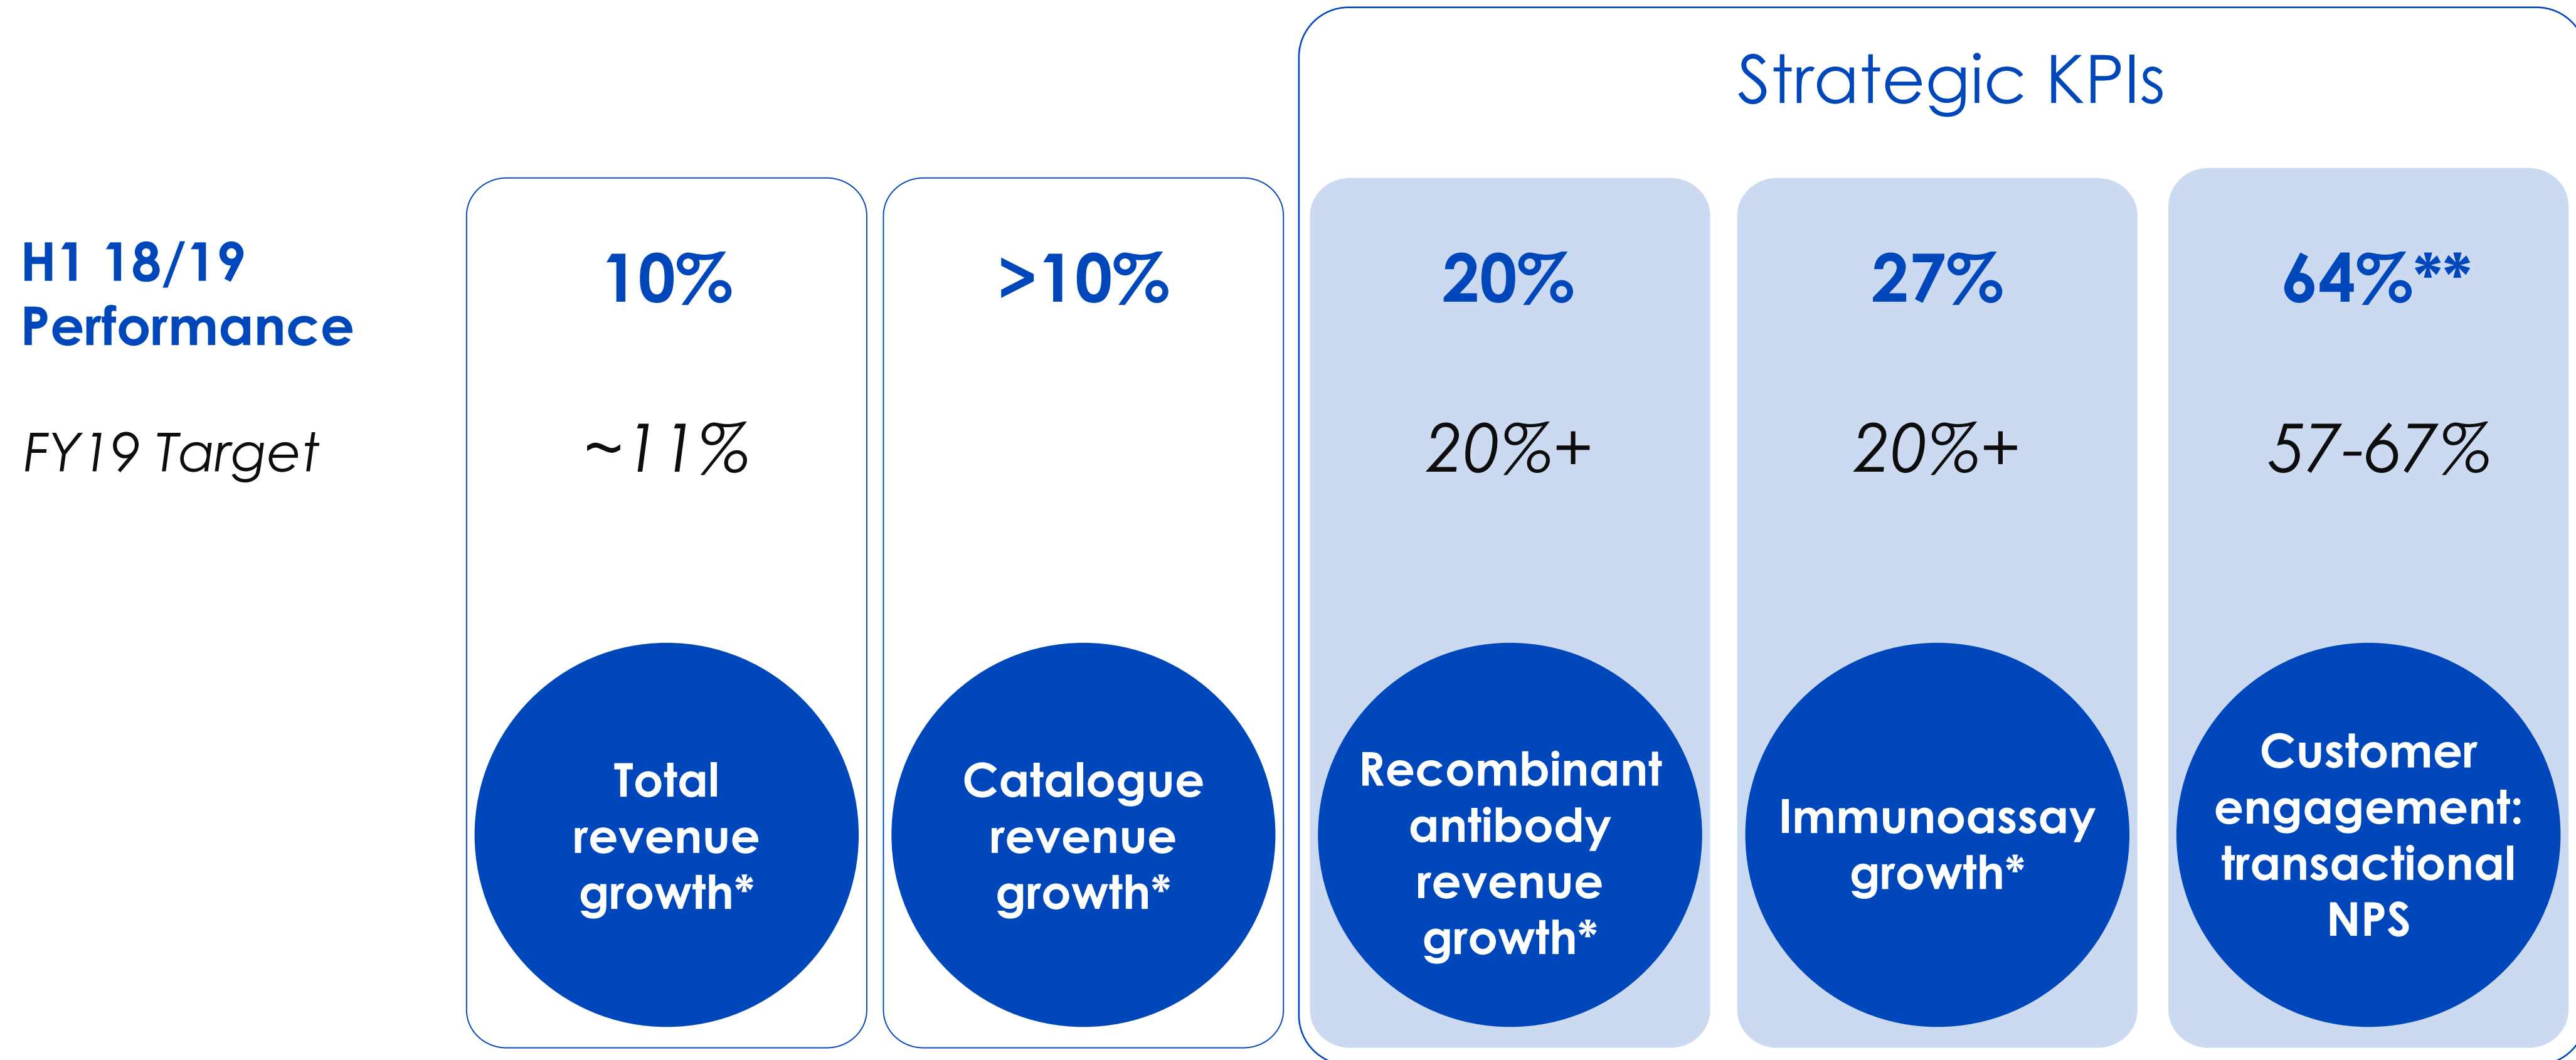 Strategic KPIs
H1 18/19
Performance
10%
>10%
20%
27%
64%**
FY19 Target
~11%
20%+
20%+
57-67%
Total
revenue
growth*
Catalogue
revenue
growth*
Recombinant
antibody
revenue
growth*
Immunoassay
growth*
Customer
engagement:
transactional
NPS